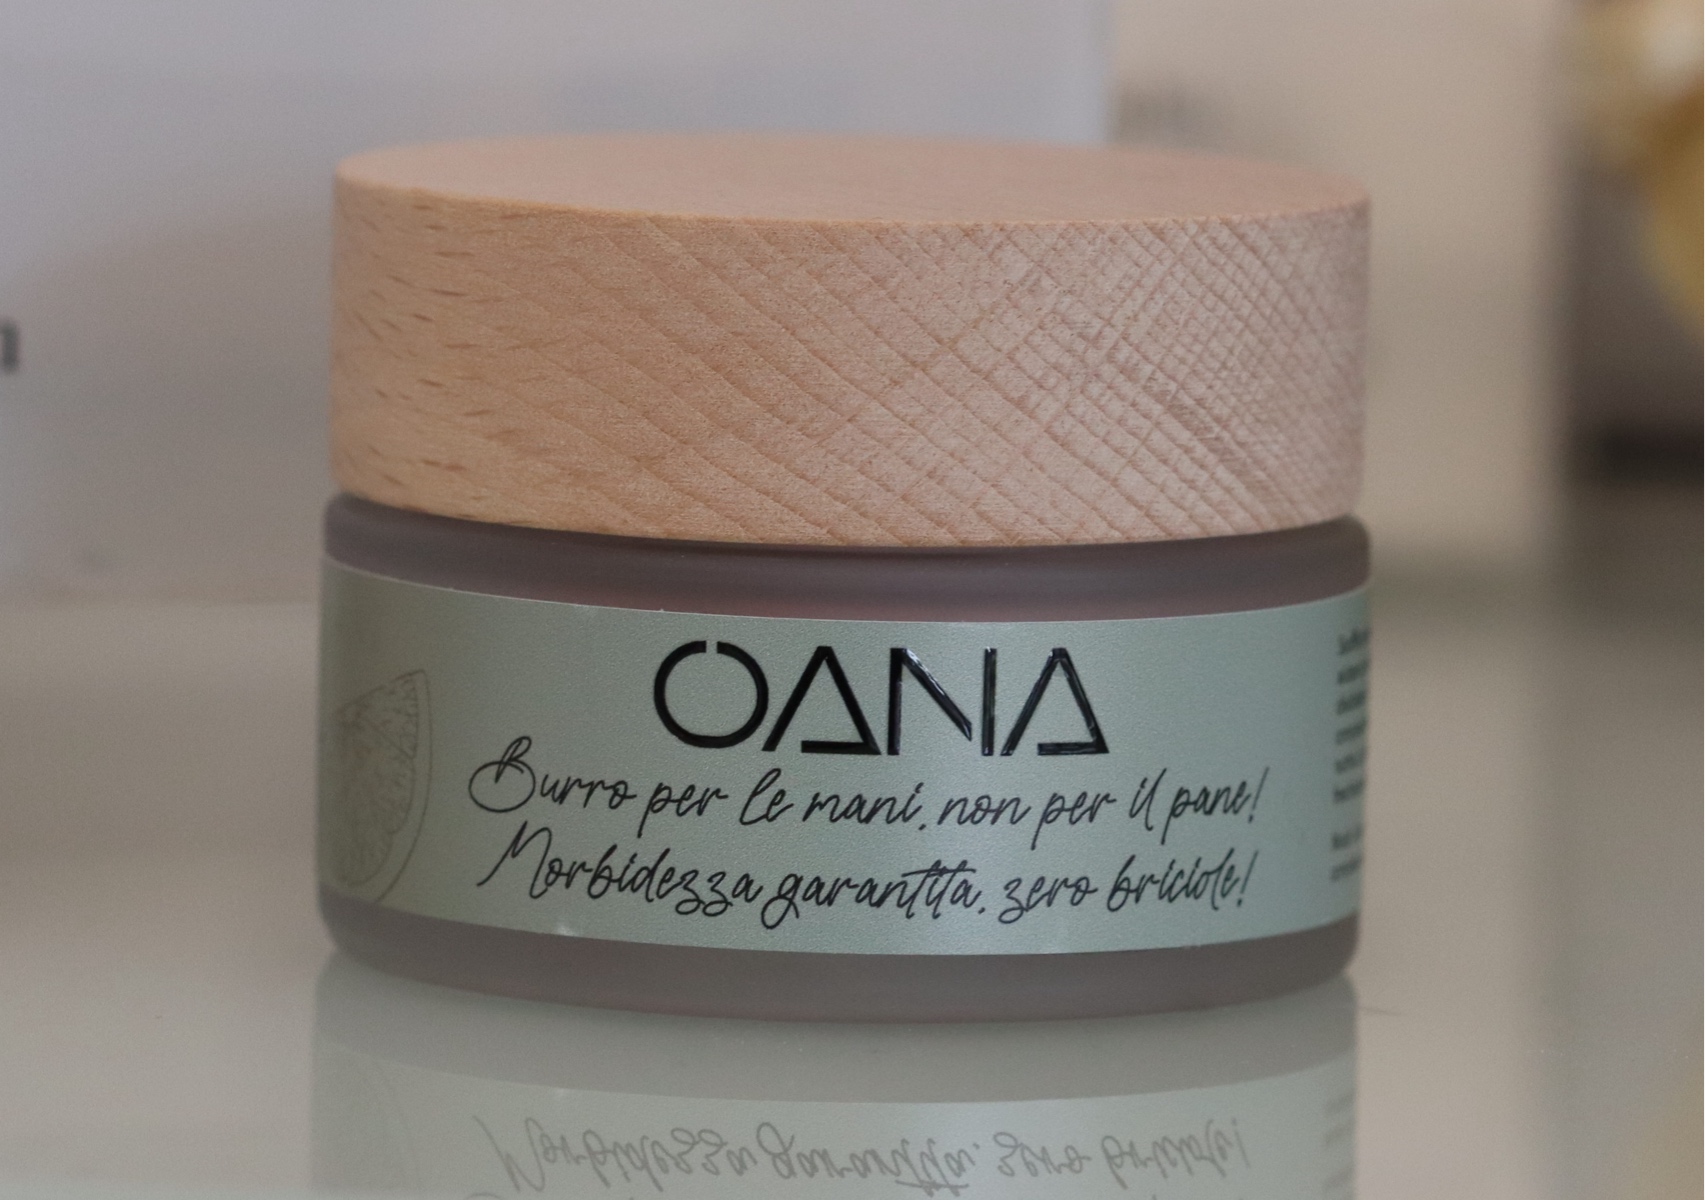 OANA
Burro per le mani, non per il pane!
Morbidezza garantita, zero briciole!